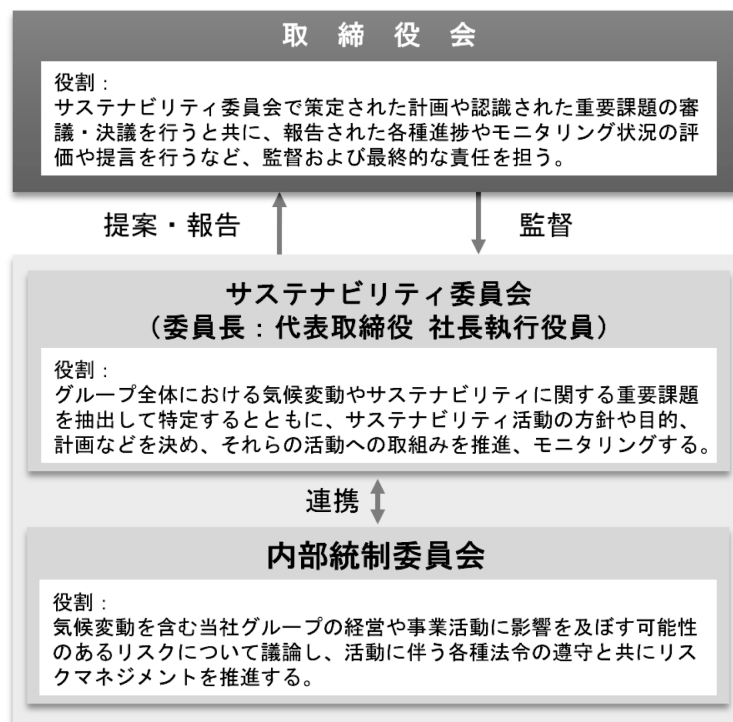 取締役会
役割：
サステナビリティ委員会で策定された計画や認識された重要課題の審
議・決議を行うと共に、報告された各種進捗やモニタリング状況の評
価や提言を行うなど、監督および最終的な責任を担う。
提案・報告
監督
サステナビリティ委員会
（委員長：代表取締役 社長執行役員）
役割：
グループ全体における気候変動やサステナビリティに関する重要課題
を抽出して特定するとともに、サステナビリティ活動の方針や目的、
計画などを決め、それらの活動への取組みを推進、モニタリングする。
連携
内部統制委員会
役割：
気候変動を含む当社グループの経営や事業活動に影響を及ぼす可能性
のあるリスクについて議論し、活動に伴う各種法令の遵守と共にリス
クマネジメントを推進する。